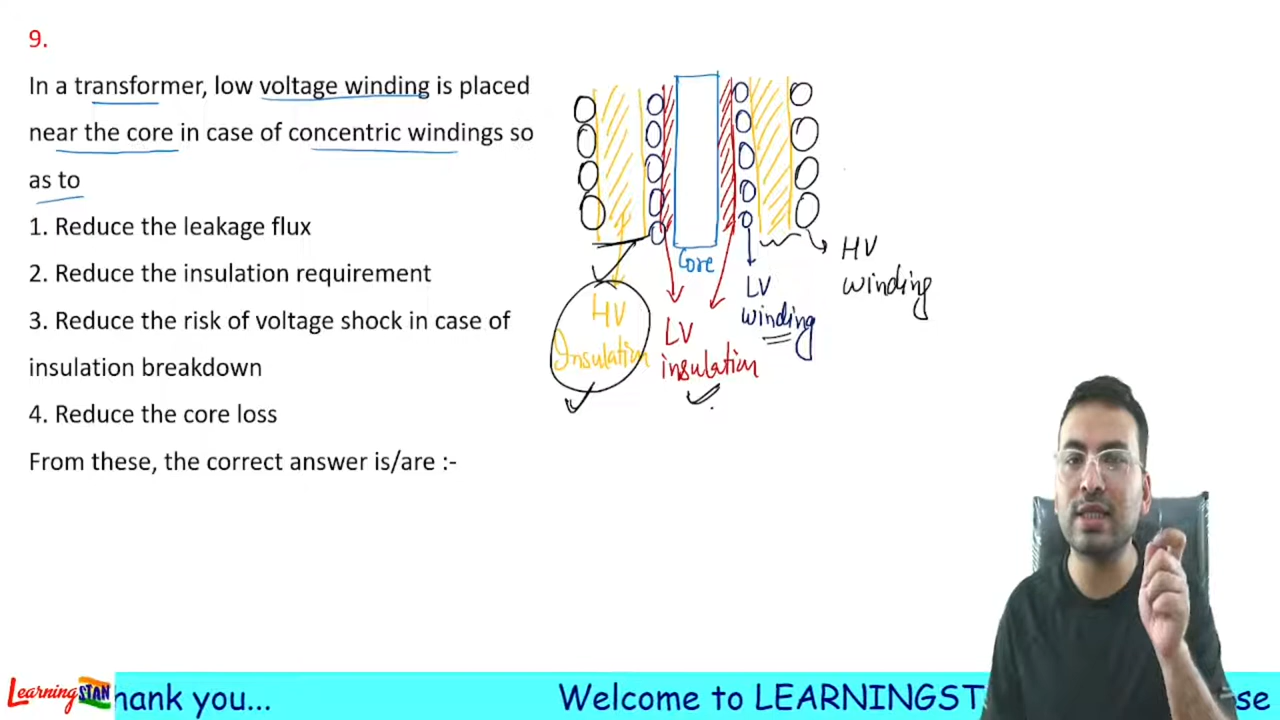 9.
In a transformer, low voltage winding is placed
near the core in case of concentric windings so
as to
1. Reduce the leakage flux
2. Reduce the insulation requirement
3. Reduce the risk of voltage shock in case of
insulation breakdown
4. Reduce the core loss
From these, the correct answer is/are :-
Core
HV
winding
LV
winding
HV
Insulation
LV
insulation
Learning STAN
hank you...
Welcome to LEARNINGST
se